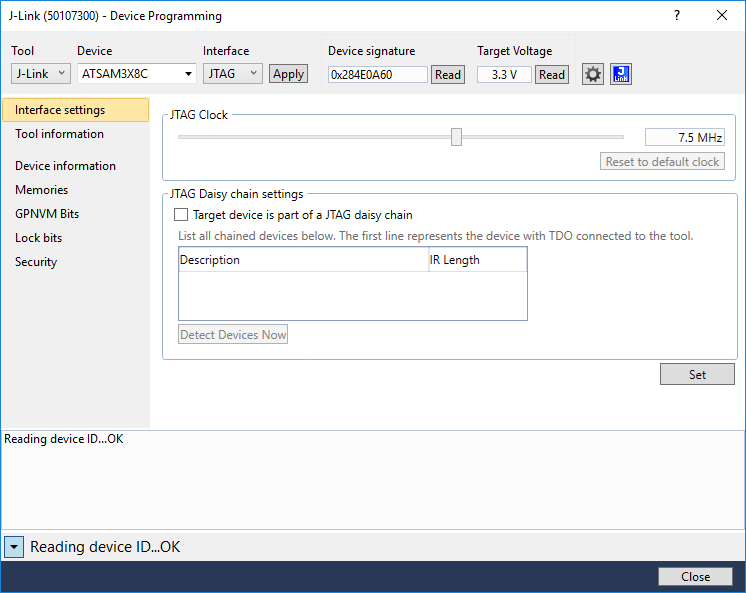 J-Link (50107300) - Device Programming
?
Tool Device Interface Device signature Target Voltage
J-Link ATSAM3X8C JTAG Apply 0x284E0A60 Read 3.3 V Read J Link
Interface settings
Tool information
Device information
Memories
GPNVM Bits
Lock bits
Security
JTAG Clock
7.5 MHz
Reset to default clock
JTAG Daisy chain settings
Target device is part of a JTAG daisy chain
List all chained devices below. The first line represents the device with TDO connected to the tool.
Description IR Length
Detect Devices Now
Set
Reading device ID...OK
Reading device ID...OK
Close